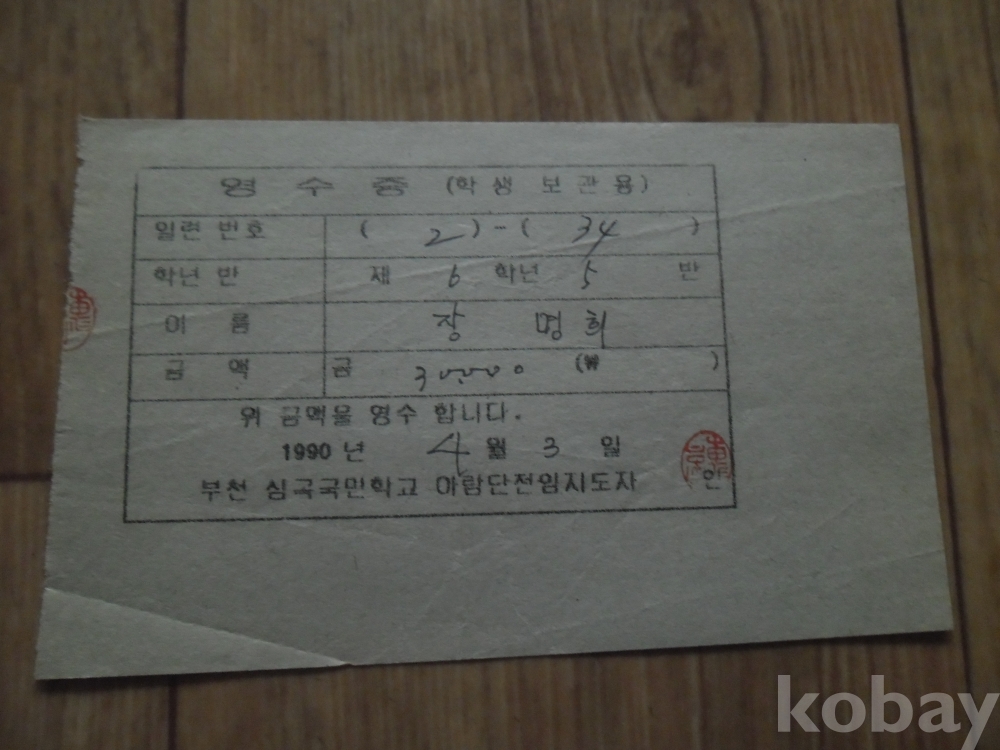 영 수 증 (학 생 보 관 용)
일련 번호 ( 2 ) - ( 34 )
학년 반 제 6 학년 5 반
이 름 장 명희
금 액 금 30000 (₩ )
위 금액을 영수 합니다.
1990 년 4 월 3 일
부천 심곡국민학교 아람단전임지도자 인
kobay